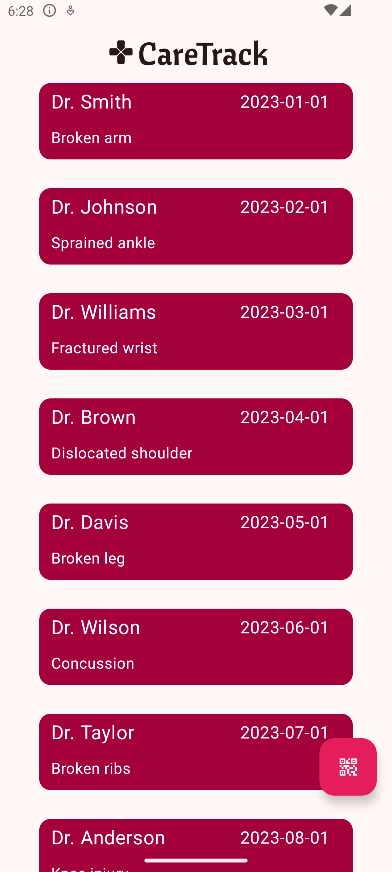 6:28
CareTrack
Dr. Smith 2023-01-01
Broken arm
Dr. Johnson 2023-02-01
Sprained ankle
Dr. Williams 2023-03-01
Fractured wrist
Dr. Brown 2023-04-01
Dislocated shoulder
Dr. Davis 2023-05-01
Broken leg
Dr. Wilson 2023-06-01
Concussion
Dr. Taylor 2023-07-01
Broken ribs
Dr. Anderson 2023-08-01
Knee injury